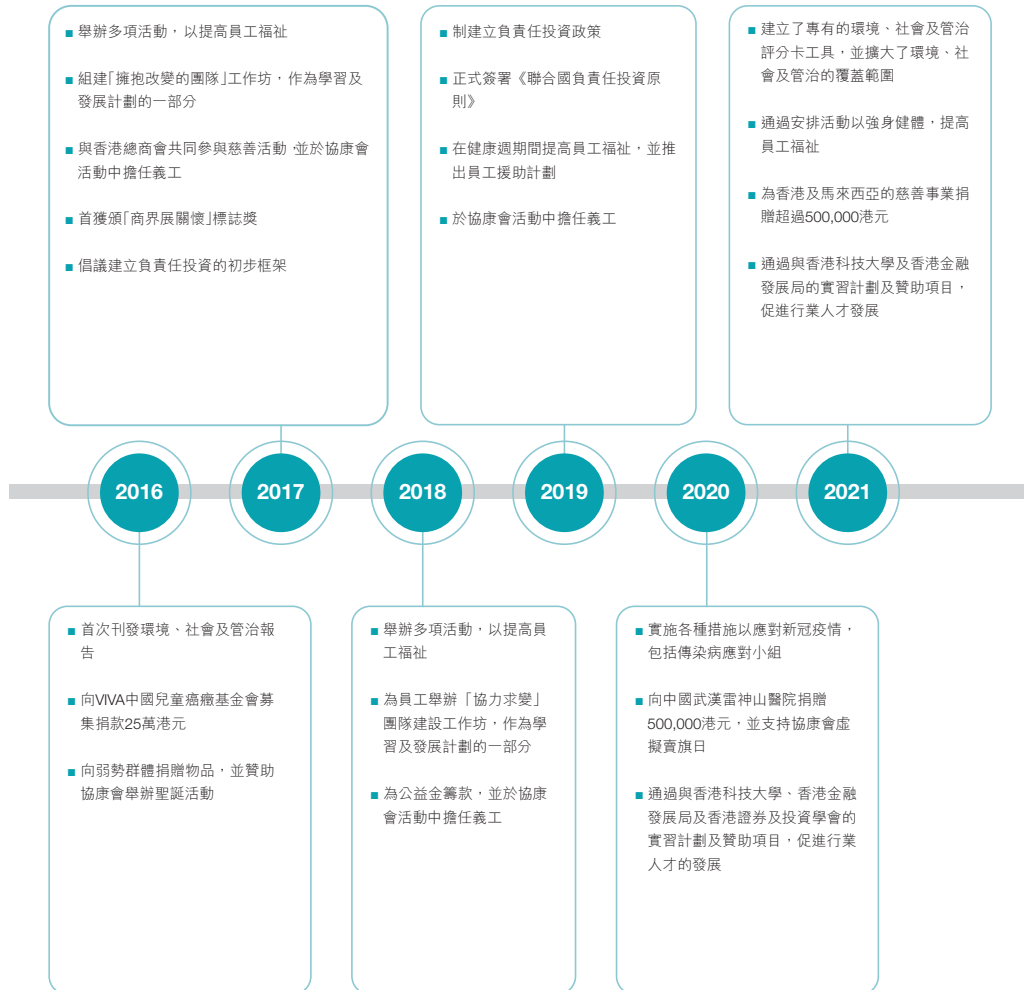 ■ 舉辦多項活動，以提高員工福祉
■ 組建「擁抱改變的團隊」工作坊，作為學習及
發展計劃的一部分
■ 與香港總商會共同參與慈善活動，並於協康會
活動中擔任義工
■ 首獲頒「商界展關懷」標誌獎
■ 倡議建立負責任投資的初步框架
■ 制建立負責任投資政策
■ 正式簽署《聯合國負責任投資原
則》
■ 在健康週期間提高員工福祉，並推
出員工援助計劃
■ 於協康會活動中擔任義工
■ 建立了專有的環境、社會及管治
評分卡工具，並擴大了環境、社
會及管治的覆蓋範圍
■ 通過安排活動以強身健體，提高
員工福祉
■ 為香港及馬來西亞的慈善事業捐
贈超過500,000港元
■ 通過與香港科技大學及香港金融
發展局的實習計劃及贊助項目，
促進行業人才發展
2016
2017
2018
2019
2020
2021
■ 首次刊發環境、社會及管治報
告
■ 向VIVA中國兒童癌癥基金會募
集捐款25萬港元
■ 向弱勢群體捐贈物品，並贊助
協康會舉辦聖誕活動
■ 舉辦多項活動，以提高員
工福祉
■ 為員工舉辦「協力求變」
團隊建設工作坊，作為學
習及發展計劃的一部分
■ 為公益金籌款，並於協康
會活動中擔任義工
■ 實施各種措施以應對新冠疫情，
包括傳染病應對小組
■ 向中國武漢雷神山醫院捐贈
500,000港元，並支持協康會虛
擬賣旗日
■ 通過與香港科技大學、香港金融
發展局及香港證券及投資學會的
實習計劃及贊助項目，促進行業
人才的發展